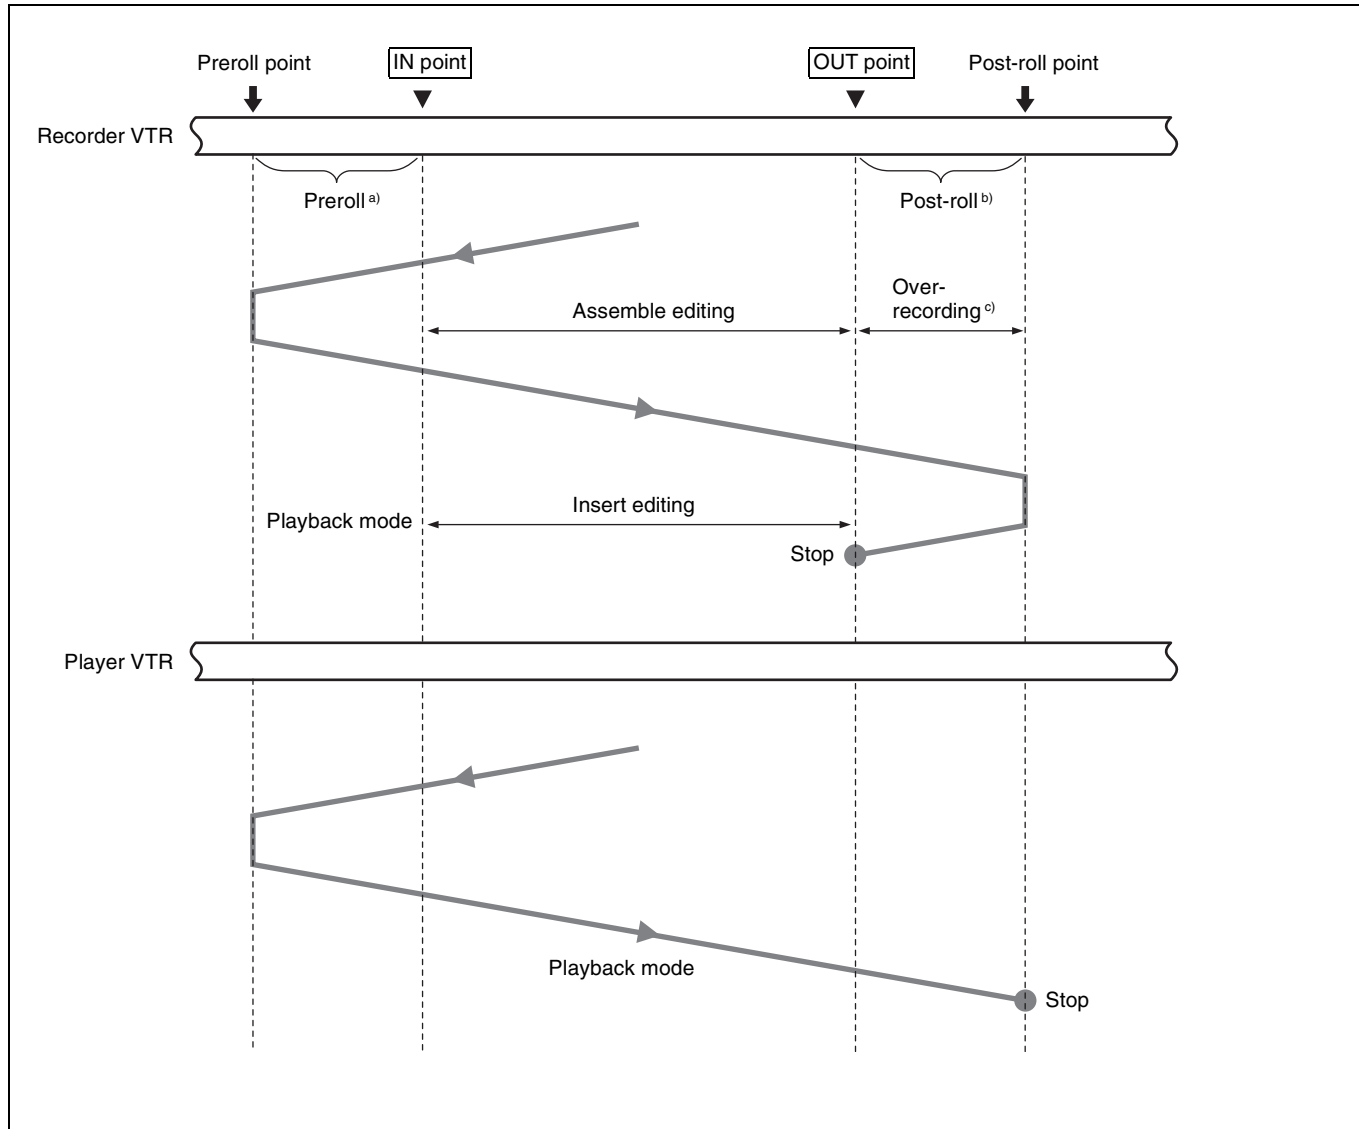 Preroll point
IN point
OUT point
Post-roll point
Recorder VTR
Preroll a)
Post-roll b)
Over-
recording c)
Assemble editing
Playback mode
Insert editing
Stop
Player VTR
Playback mode
Stop